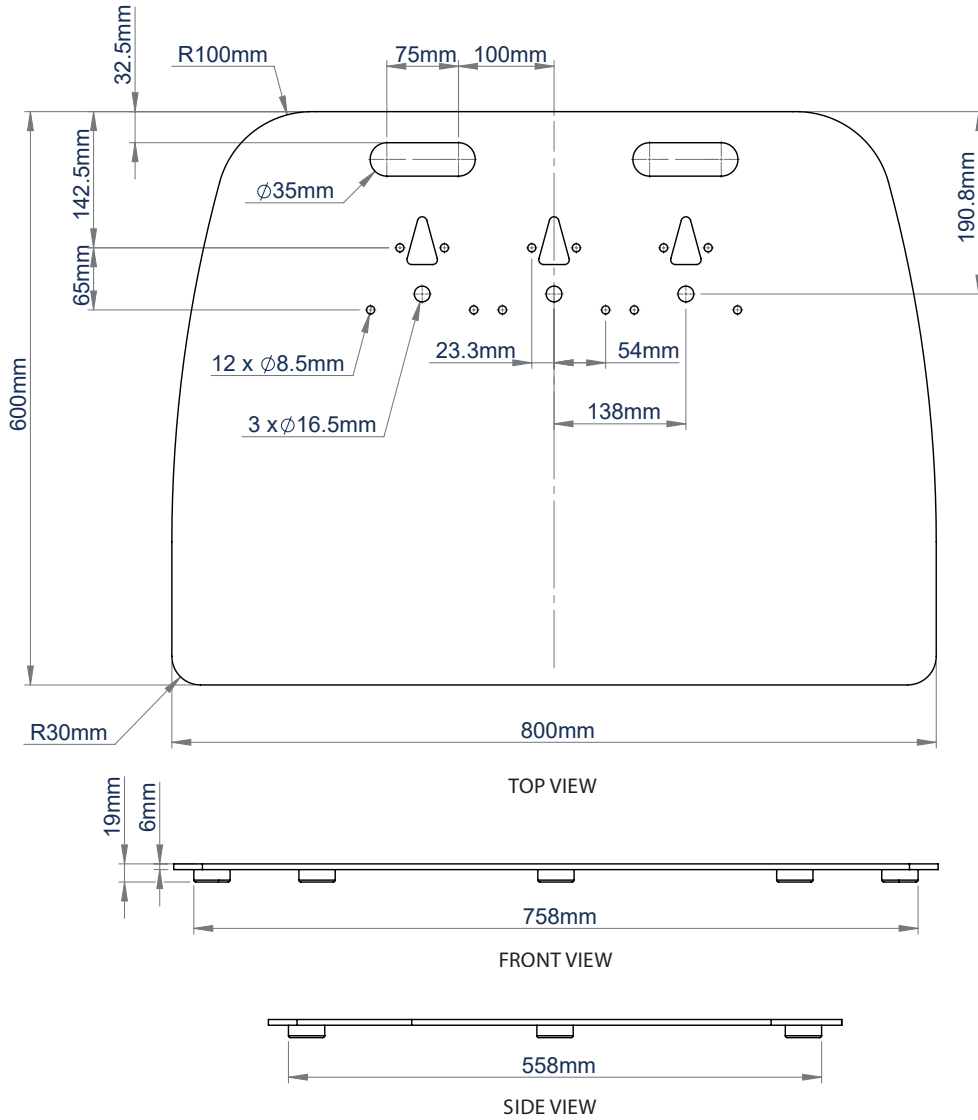 32.5mm
R100mm
75mm
100mm
142.5mm
190.8mm
∅35mm
65mm
600mm
12 x ∅8.5mm
23.3mm
54mm
3 x∅16.5mm
138mm
R30mm
800mm
TOP VIEW
19mm
6mm
758mm
FRONT VIEW
558mm
SIDE VIEW